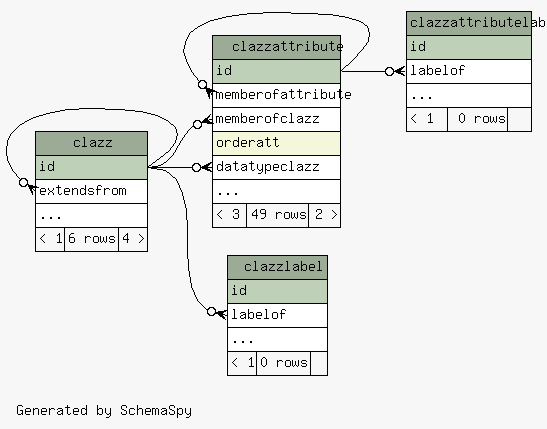 clazzattributelab
id
labelof
...
< 1 0 rows
clazzattribute
id
memberofattribute
memberofclazz
orderatt
datatypeclazz
...
< 3 49 rows 2 >
clazz
id
extendsfrom
...
< 1 6 rows 4 >
clazzlabel
id
labelof
...
< 1 0 rows
Generated by SchemaSpy